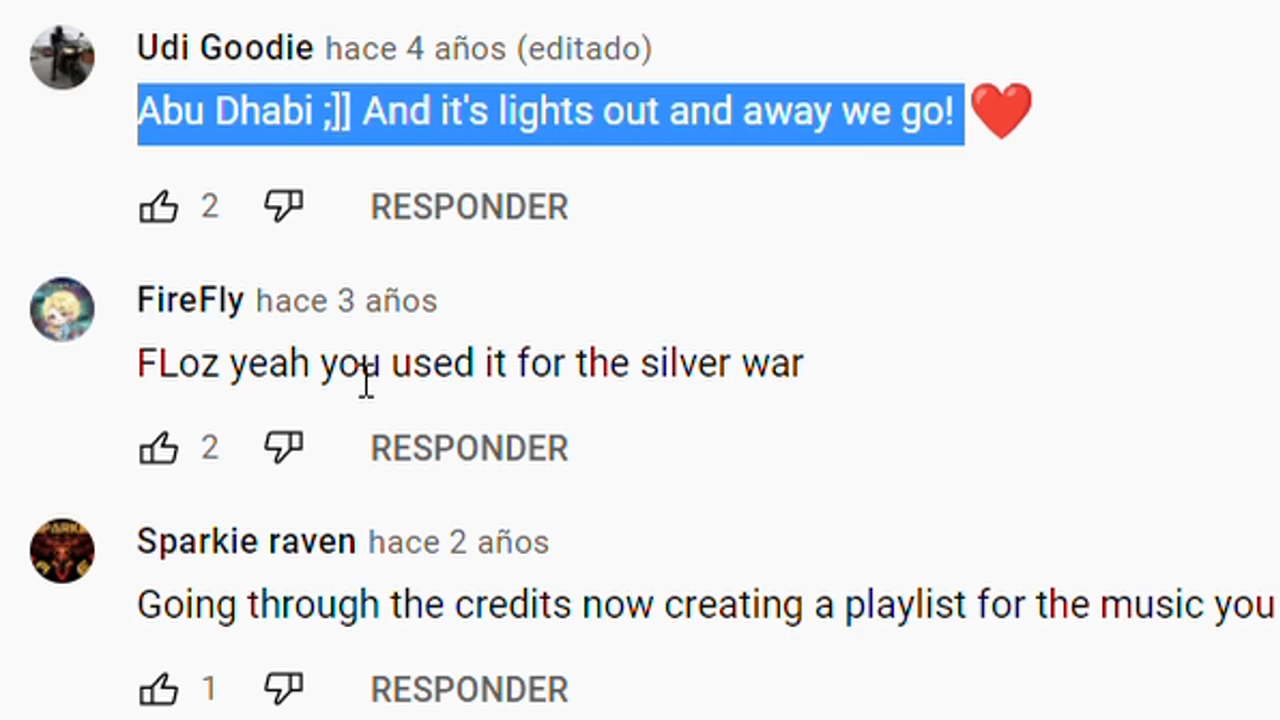 Udi Goodie hace 4 años (editado)
Abu Dhabi ;]] And it's lights out and away we go! ❤️
2 RESPONDER
FireFly hace 3 años
FLoz yeah you used it for the silver war
2 RESPONDER
Sparkie raven hace 2 años
Going through the credits now creating a playlist for the music you
1 RESPONDER